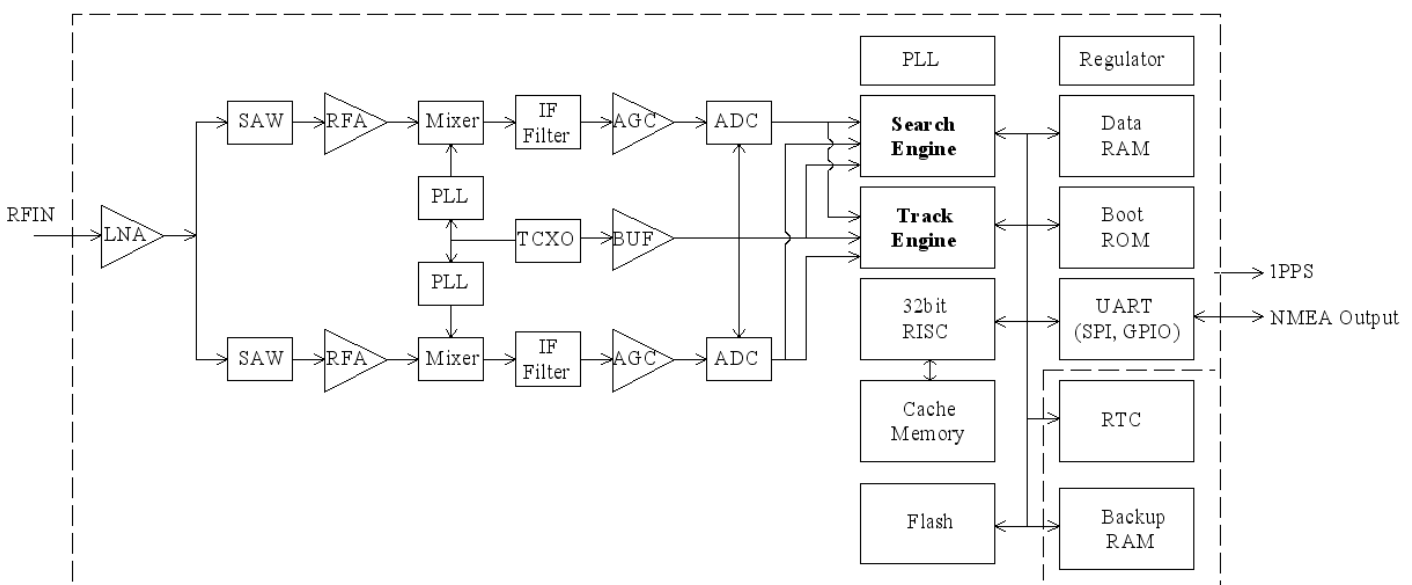 PLL
Regulator
SAW
RFA
Mixer
IF
Filter
AGC
ADC
Search
Engine
Data
RAM
PLL
RFIN
LNA
TCXO
BUF
Track
Engine
Boot
ROM
PLL
1PPS
32bit
RISC
UART
(SPI, GPIO)
NMEA Output
SAW
RFA
Mixer
IF
Filter
AGC
ADC
Cache
Memory
RTC
Flash
Backup
RAM